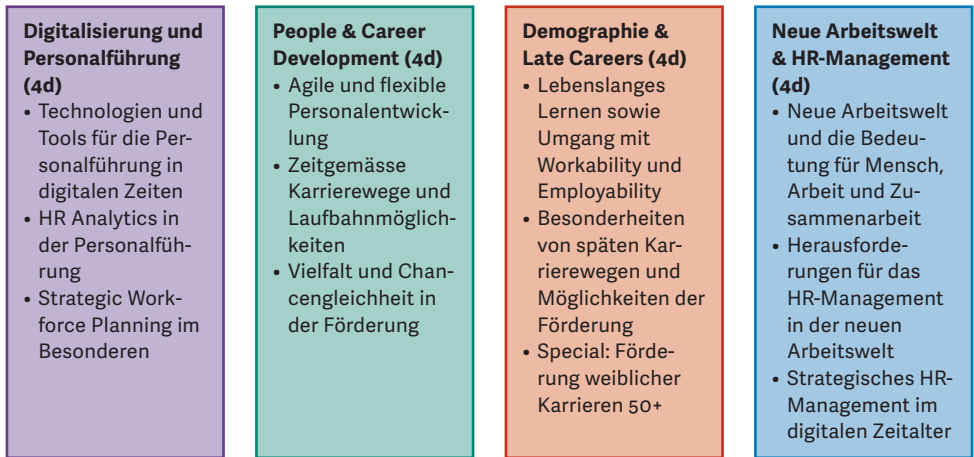 Digitalisierung und
Personalführung
(4d)
• Technologien und
Tools für die Per-
sonalführung in
digitalen Zeiten
• HR Analytics in
der Personalfüh-
rung
• Strategic Work-
force Planning im
Besonderen
People & Career
Development (4d)
• Agile und flexible
Personalentwick-
lung
• Zeitgemässe
Karrierewege und
Laufbahnmöglich-
keiten
• Vielfalt und Chan-
cengleichheit in
der Förderung
Demographie &
Late Careers (4d)
• Lebenslanges
Lernen sowie
Umgang mit
Workability und
Employability
• Besonderheiten
von späten Kar-
rierewegen und
Möglichkeiten der
Förderung
• Special: Förde-
rung weiblicher
Karrieren 50+
Neue Arbeitswelt
& HR-Management
(4d)
• Neue Arbeitswelt
und die Bedeu-
tung für Mensch,
Arbeit und Zu-
sammenarbeit
• Herausforde-
rungen für das
HR-Management
in der neuen
Arbeitswelt
• Strategisches HR-
Management im
digitalen Zeitalter